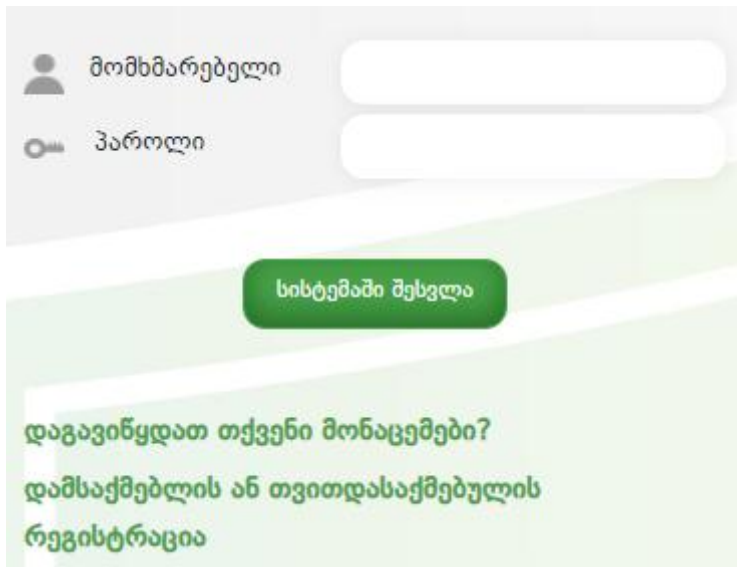 მომხმარებელი
პაროლი
სისტემაში შესვლა
დაგავიწყდათ თქვენი მონაცემები?
დამსაქმებლის ან თვითდასაქმებულის
რეგისტრაცია